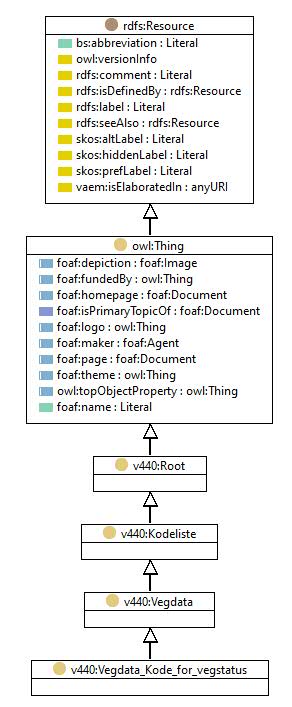 rdfs:Resource
bs:abbreviation : Literal
owl:versionInfo
rdfs:comment : Literal
rdfs:isDefinedBy : rdfs:Resource
rdfs:label : Literal
rdfs:seeAlso : rdfs:Resource
skos:altLabel : Literal
skos:hiddenLabel : Literal
skos:prefLabel : Literal
vaem:isElaboratedIn : anyURI
owl:Thing
foaf:depiction : foaf:Image
foaf:fundedBy : owl:Thing
foaf:homepage : foaf:Document
foaf:isPrimaryTopicOf : foaf:Document
foaf:logo : owl:Thing
foaf:maker : foaf:Agent
foaf:page : foaf:Document
foaf:theme : owl:Thing
owl:topObjectProperty : owl:Thing
foaf:name : Literal
v440:Root
v440:Kodeliste
v440:Vegdata
v440:Vegdata_Kode_for_vegstatus